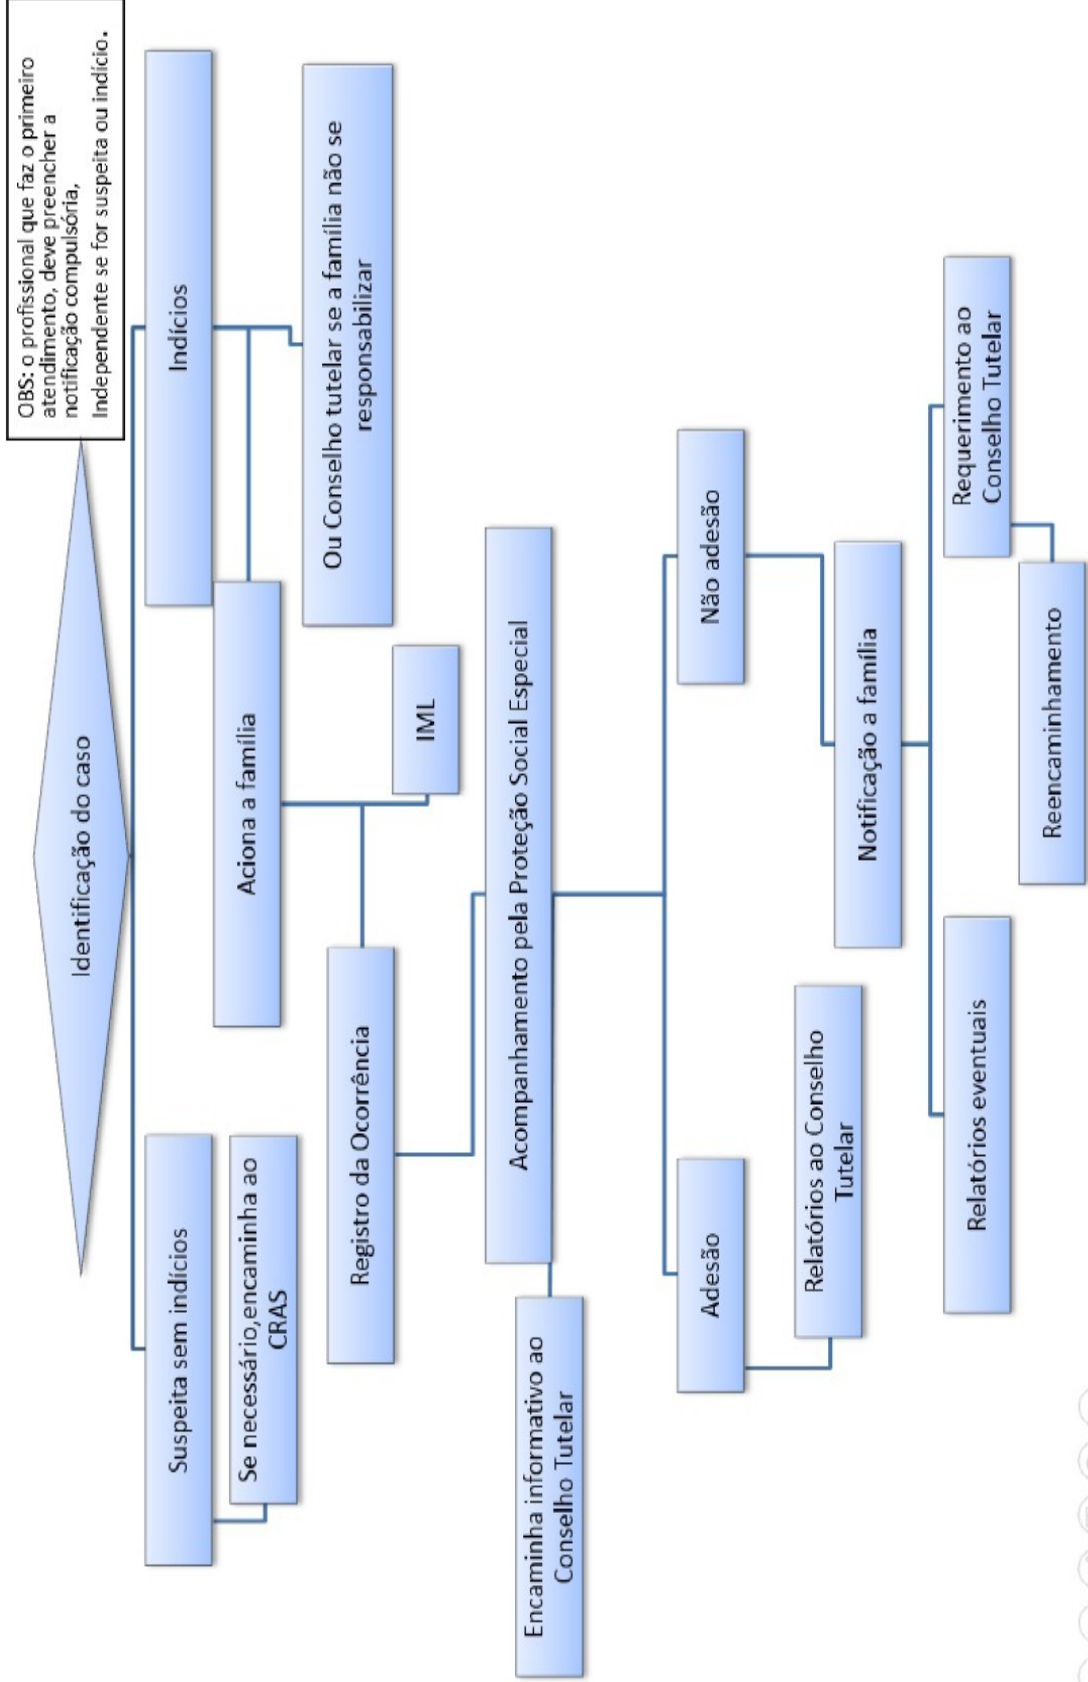 OBS: o profissional que faz o primeiro
atendimento, deve preencher a
notificação compulsória,
Independente se for suspeita ou indício.
Identificação do caso
Suspeita sem indícios
Indícios
Se necessário,encaminha ao
CRAS
Aciona a família
Ou Conselho tutelar se a família não se
responsabilizar
Registro da Ocorrência
IML
Acompanhamento pela Proteção Social Especial
Encaminha informativo ao
Conselho Tutelar
Adesão
Não adesão
Relatórios ao Conselho
Tutelar
Notificação a família
Relatórios eventuais
Requerimento ao
Conselho Tutelar
Reencaminhamento